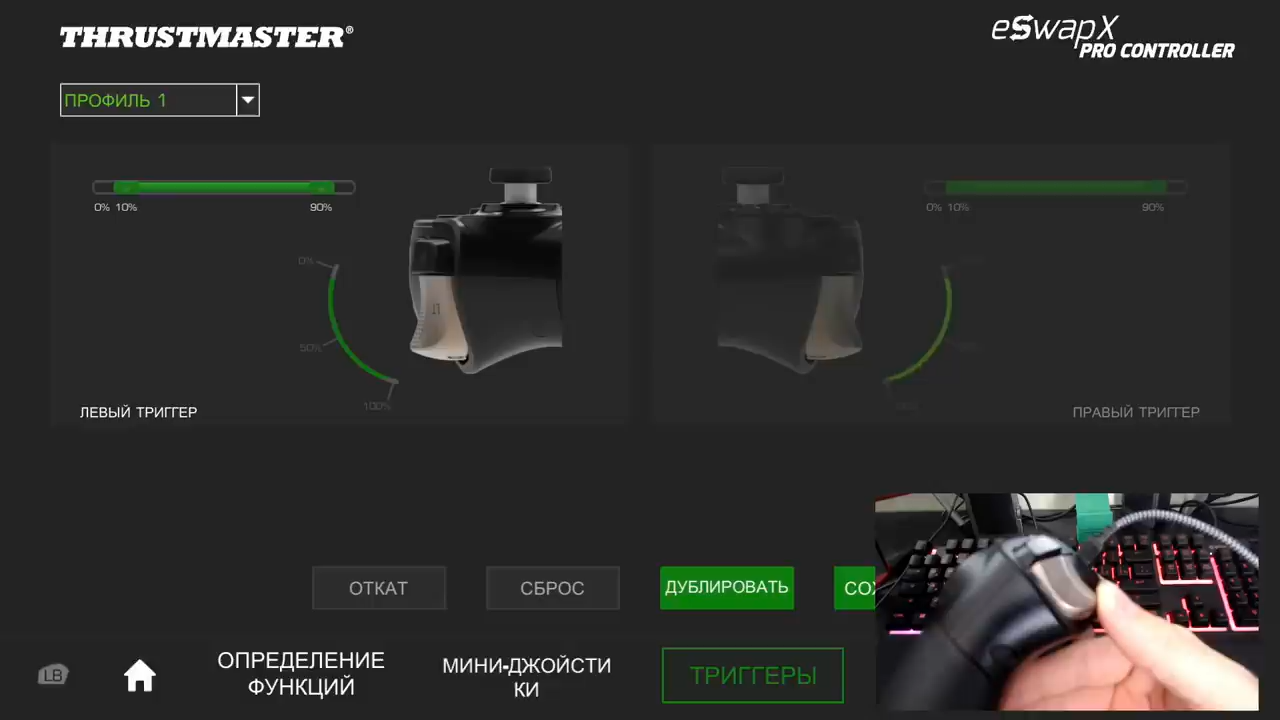 THRUSTMASTER®
eSwapX
PRO CONTROLLER
ПРОФИЛЬ 1
0% 10% 90%
0% 10% 90%
0%
50%
100%
ЛЕВЫЙ ТРИГГЕР
ПРАВЫЙ ТРИГГЕР
ОТКАТ
СБРОС
ДУБЛИРОВАТЬ
СОХ
LB
ОПРЕДЕЛЕНИЕ
ФУНКЦИЙ
МИНИ-ДЖОЙСТИ
КИ
ТРИГГЕРЫ